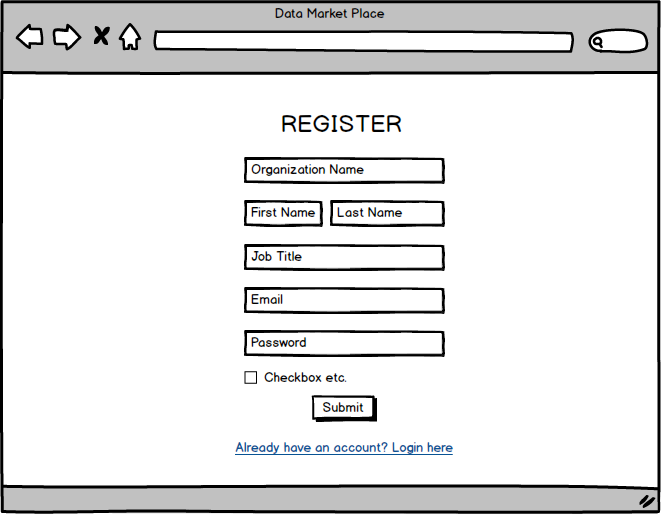 Data Market Place
REGISTER
Organization Name
First Name Last Name
Job Title
Email
Password
Checkbox etc.
Submit
Already have an account? Login here